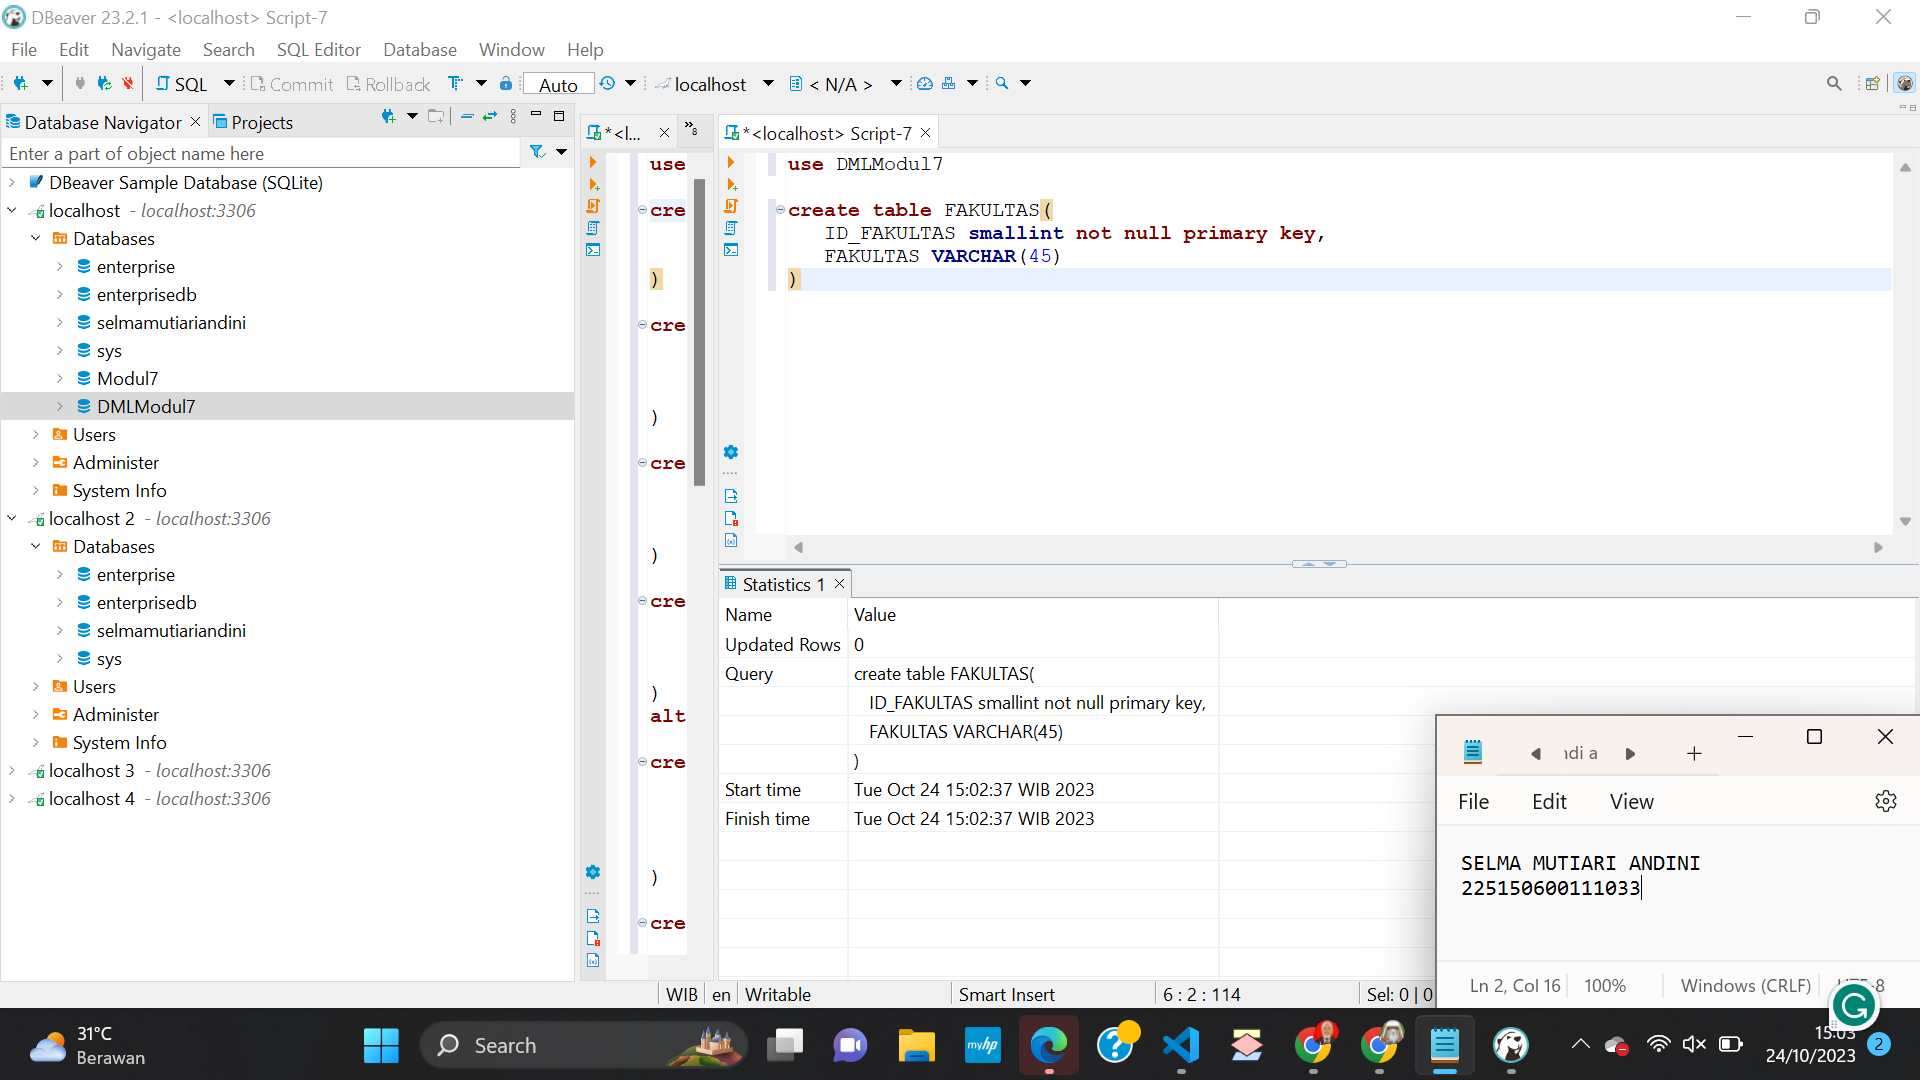 DBeaver 23.2.1 - <localhost> Script-7
File Edit Navigate Search SQL Editor Database Window Help
SQL Commit Rollback Auto localhost < N/A >
Database Navigator Projects
Enter a part of object name here
DBeaver Sample Database (SQLite)
localhost - localhost:3306
Databases
enterprise
enterprisedb
selmamutiariandini
sys
Modul7
DMLModul7
Users
Administer
System Info
localhost 2 - localhost:3306
Databases
enterprise
enterprisedb
selmamutiariandini
sys
Users
Administer
System Info
localhost 3 - localhost:3306
localhost 4 - localhost:3306
*<l... »8
use
cre
)
cre
)
cre
)
cre
)
alt
cre
)
cre
*<localhost> Script-7
use DMLModul7
create table FAKULTAS(
ID_FAKULTAS smallint not null primary key,
FAKULTAS VARCHAR(45)
)
Statistics 1
Name Value
Updated Rows 0
Query create table FAKULTAS(
ID_FAKULTAS smallint not null primary key,
FAKULTAS VARCHAR(45)
)
Start time Tue Oct 24 15:02:37 WIB 2023
Finish time Tue Oct 24 15:02:37 WIB 2023
WIB en Writable Smart Insert 6 : 2 : 114 Sel: 0 | 0
ndi a
File Edit View
SELMA MUTIARI ANDINI
225150600111033
Ln 2, Col 16 100% Windows (CRLF) UTF-8
31°C
Berawan
Search
myhp
15:03
24/10/2023
2